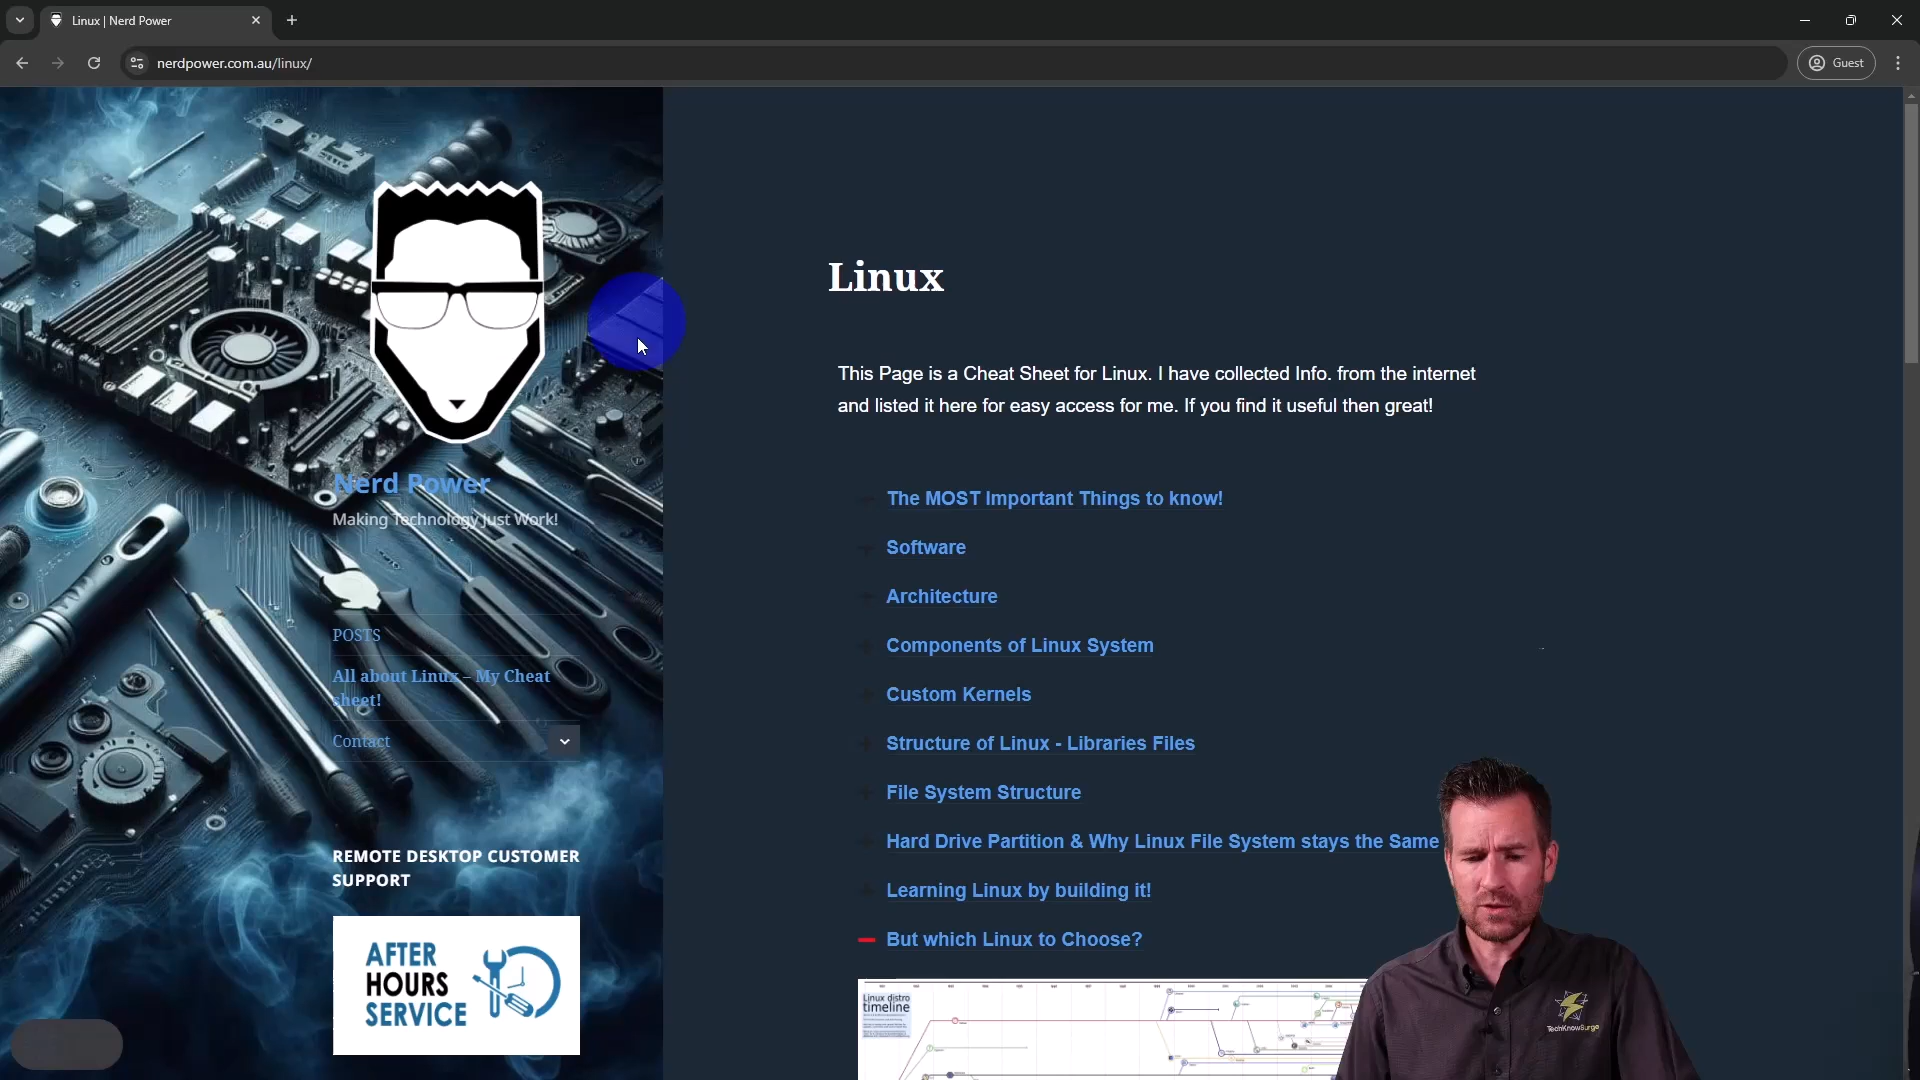 Linux | Nerd Power
nerdpower.com.au/linux/
Guest
Nerd Power
Making Technology Just Work!
POSTS
All about Linux – My Cheat
sheet!
Contact
REMOTE DESKTOP CUSTOMER
SUPPORT
AFTER
HOURS
SERVICE
Linux
This Page is a Cheat Sheet for Linux. I have collected Info. from the internet
and listed it here for easy access for me. If you find it useful then great!
The MOST Important Things to know!
Software
Architecture
Components of Linux System
Custom Kernels
Structure of Linux - Libraries Files
File System Structure
Hard Drive Partition & Why Linux File System stays the Same
Learning Linux by building it!
But which Linux to Choose?
Linux distro
timeline
TechKnowSurge